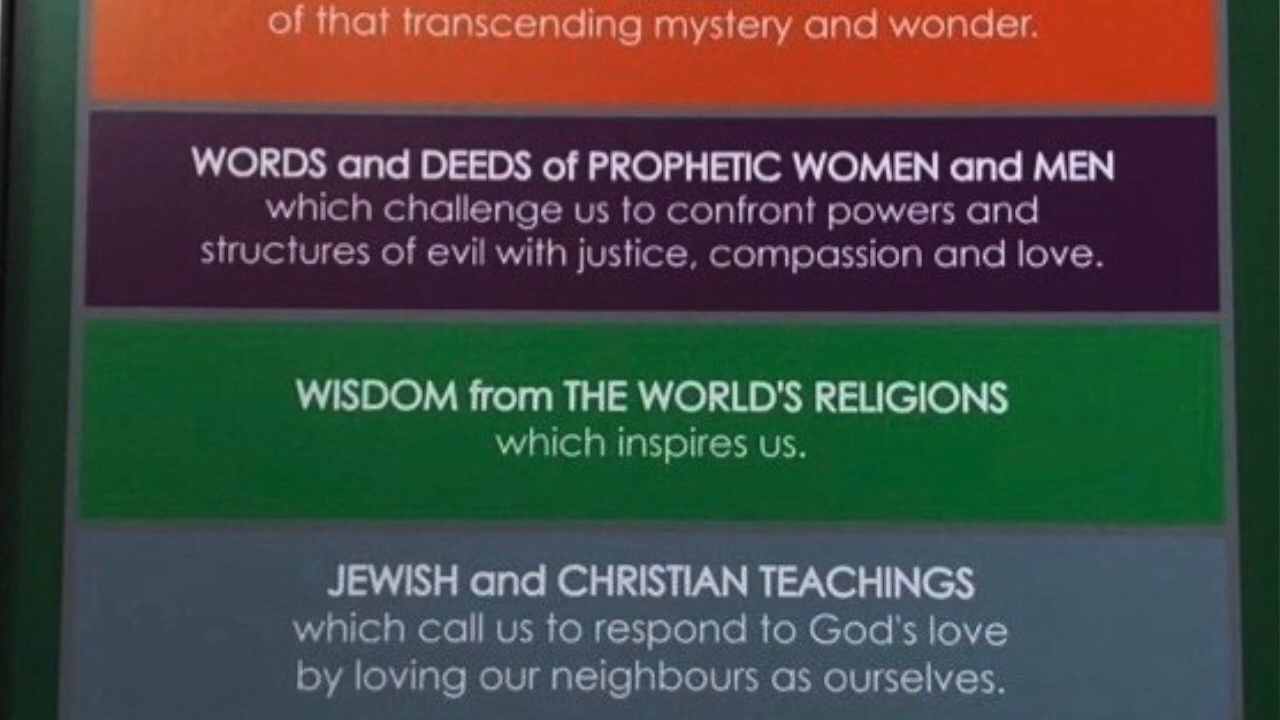 of that transcending mystery and wonder.
WORDS and DEEDS of PROPHETIC WOMEN and MEN
which challenge us to confront powers and
structures of evil with justice, compassion and love.
WISDOM from THE WORLD'S RELIGIONS
which inspires us.
JEWISH and CHRISTIAN TEACHINGS
which call us to respond to God's love
by loving our neighbours as ourselves.